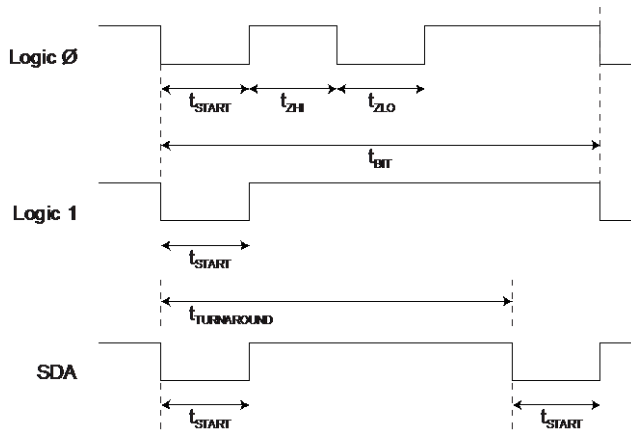 Logic Ø
tSTART tZHI tZLO
tBIT
Logic 1
tSTART
tTURNAROUND
SDA
tSTART tSTART